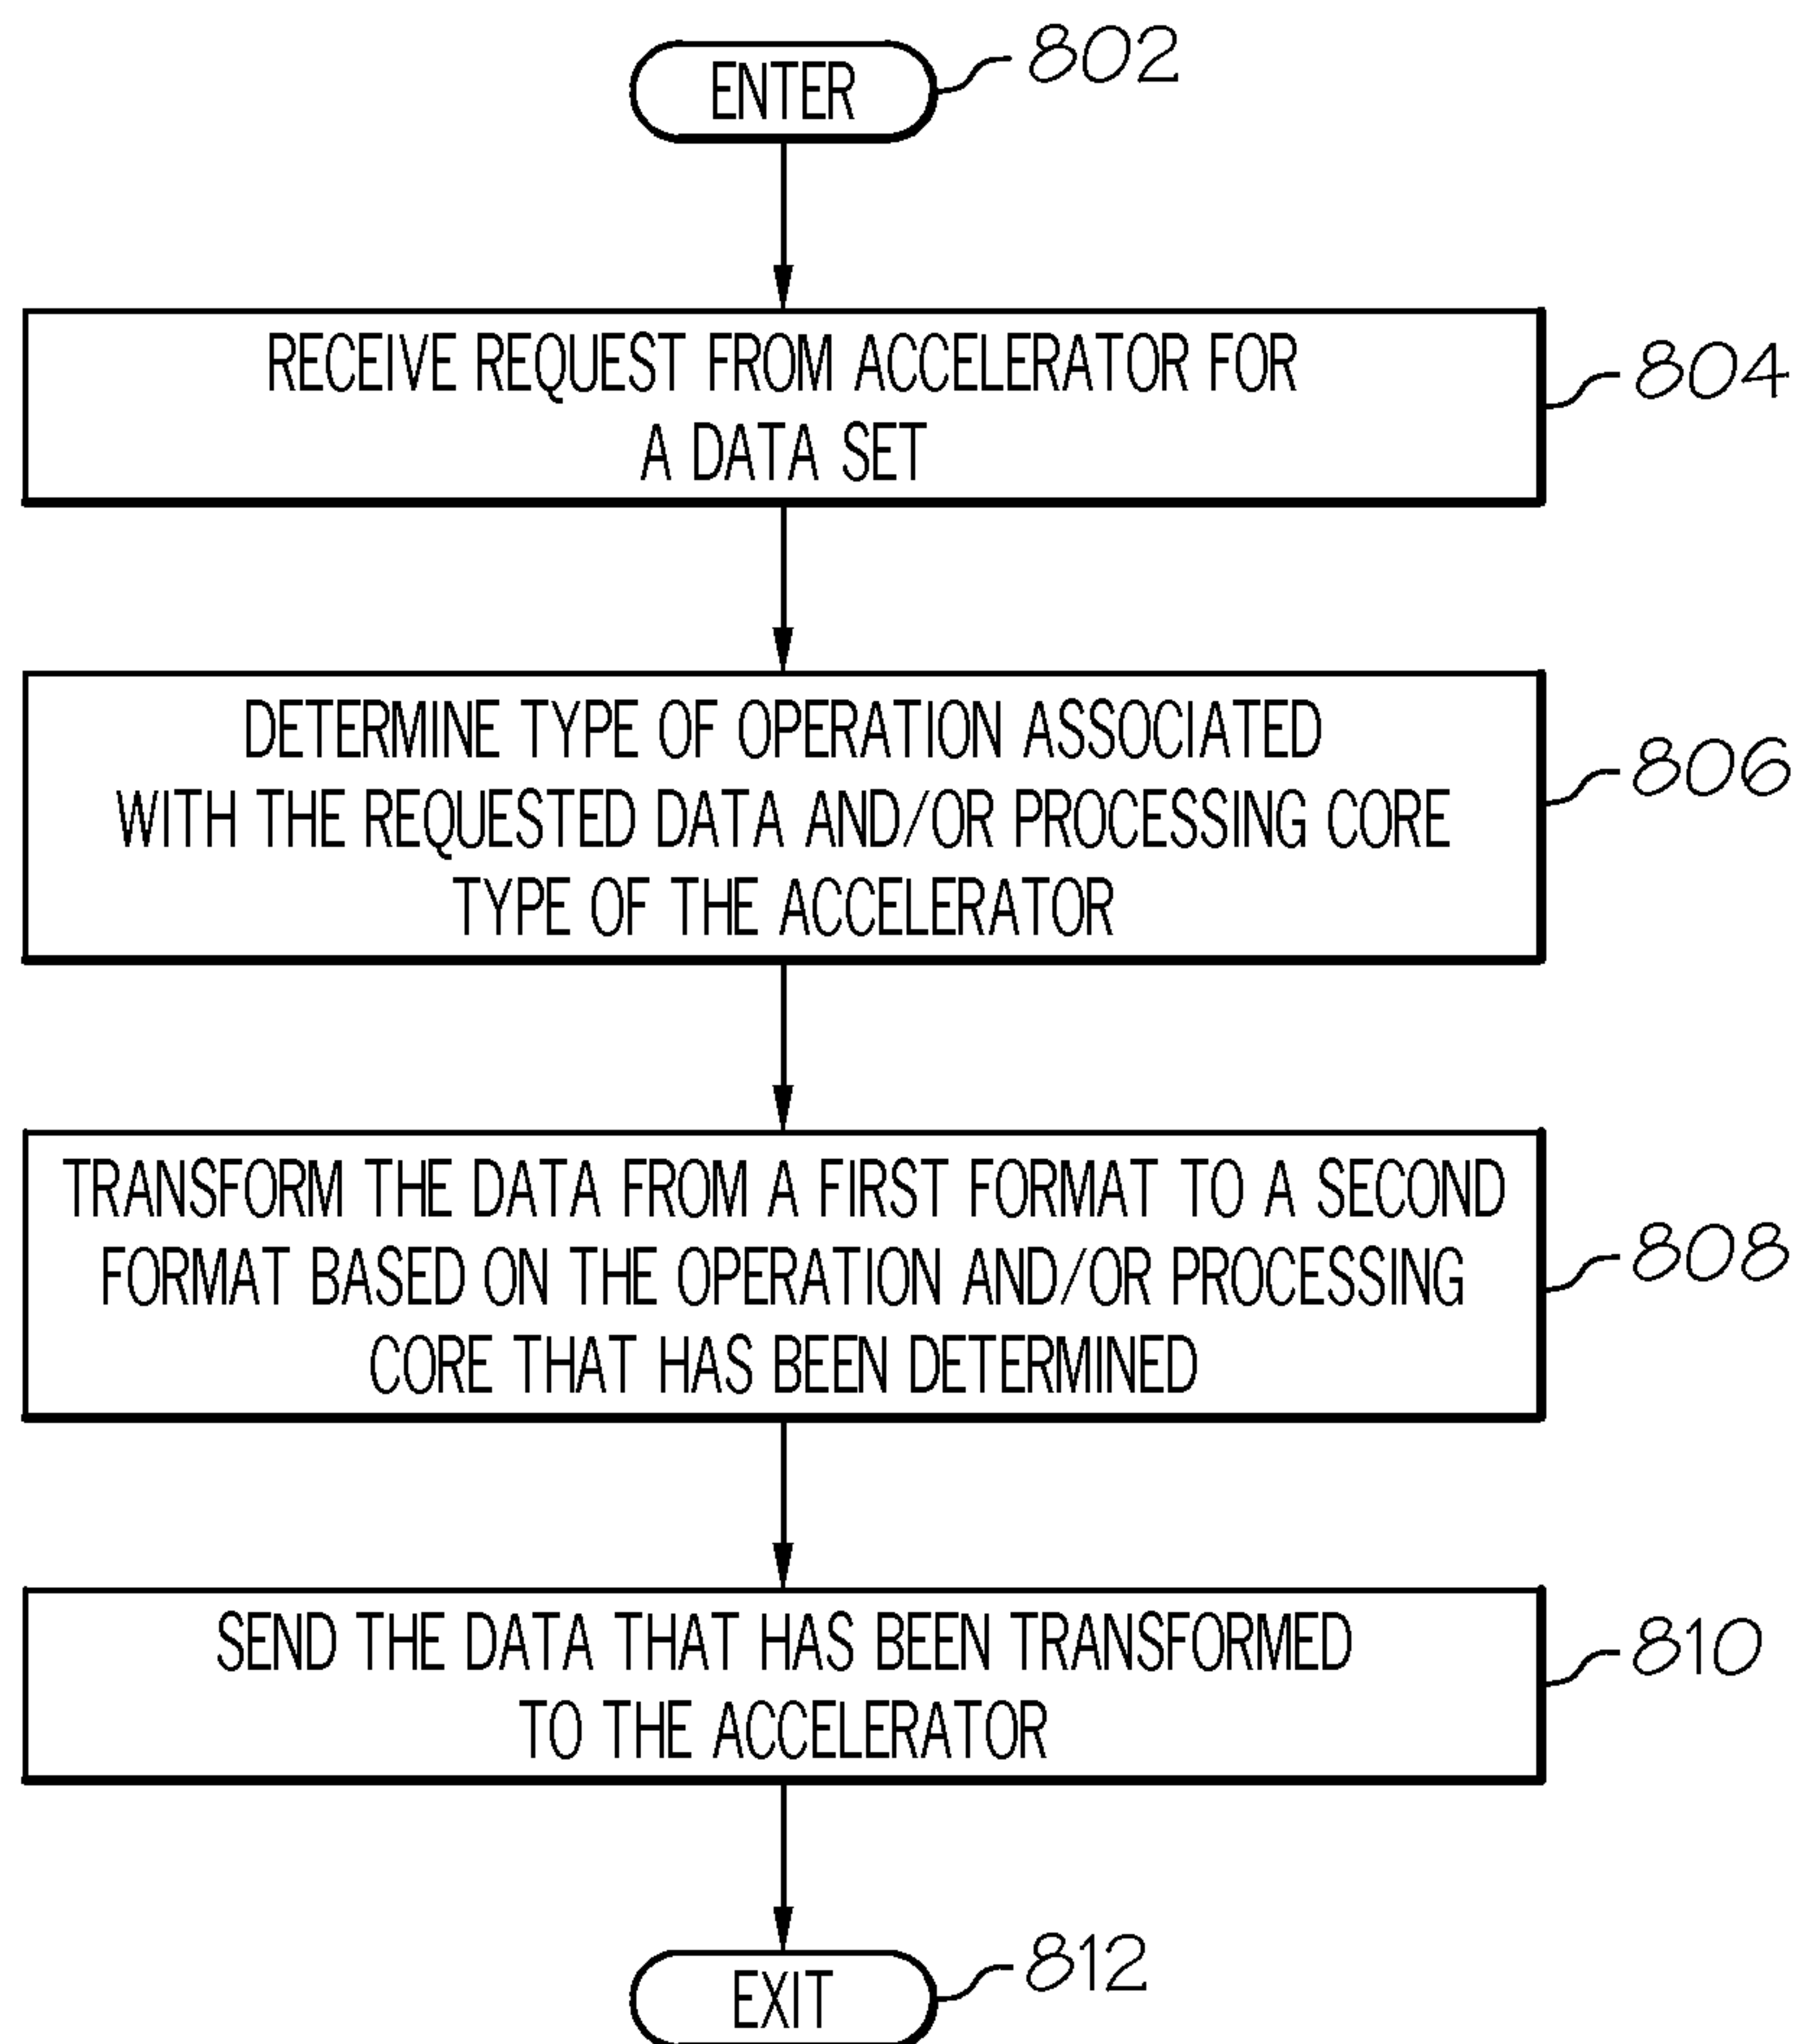 ENTER
802
RECEIVE REQUEST FROM ACCELERATOR FOR
A DATA SET
804
DETERMINE TYPE OF OPERATION ASSOCIATED
WITH THE REQUESTED DATA AND/OR PROCESSING CORE
TYPE OF THE ACCELERATOR
806
TRANSFORM THE DATA FROM A FIRST FORMAT TO A SECOND
FORMAT BASED ON THE OPERATION AND/OR PROCESSING
CORE THAT HAS BEEN DETERMINED
808
SEND THE DATA THAT HAS BEEN TRANSFORMED
TO THE ACCELERATOR
810
EXIT
812